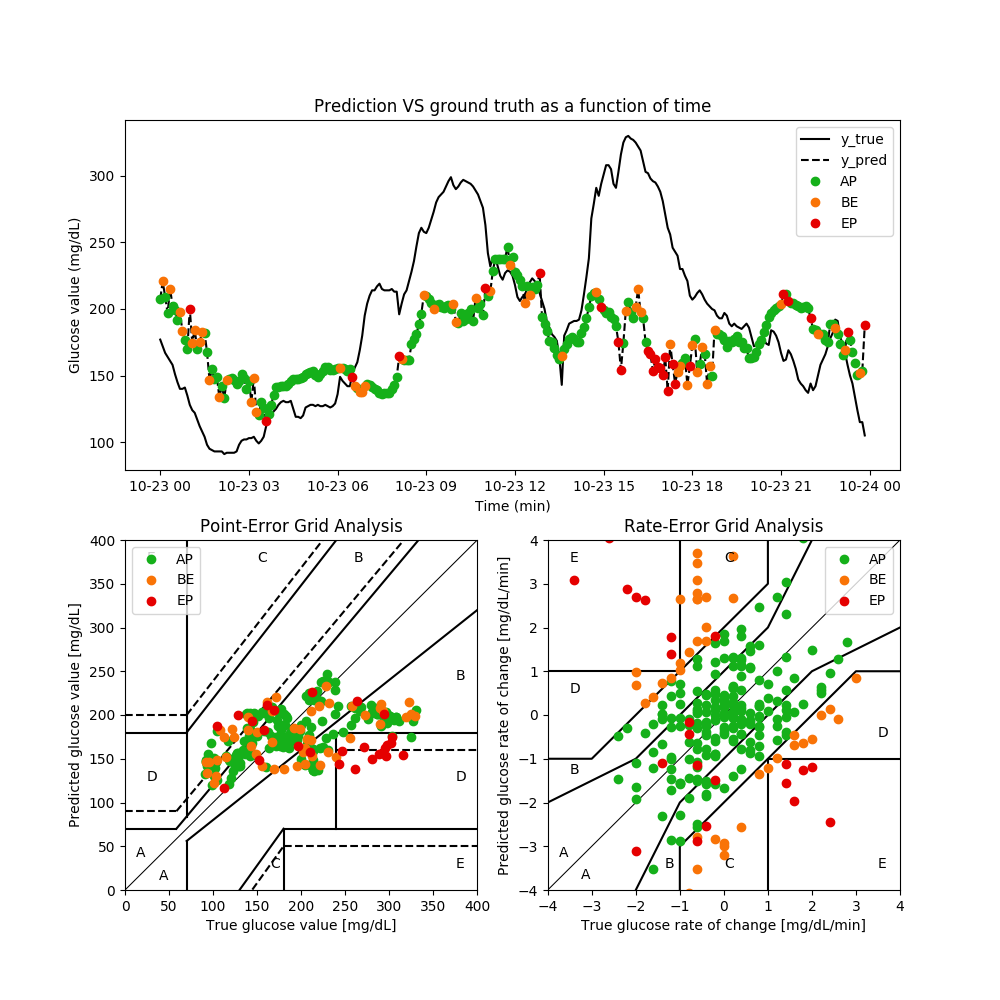 Prediction VS ground truth as a function of time
Glucose value (mg/dL)
300
250
200
150
100
y_true
y_pred
AP
BE
EP
10-23 00 10-23 03 10-23 06 10-23 09 10-23 12 10-23 15 10-23 18 10-23 21 10-24 00
Time (min)
Point-Error Grid Analysis
Predicted glucose value [mg/dL]
400
350
300
250
200
150
100
50
0
AP
BE
EP
C
B
B
D
D
A
A
C
E
0 50 100 150 200 250 300 350 400
True glucose value [mg/dL]
Rate-Error Grid Analysis
Predicted glucose rate of change [mg/dL/min]
4
3
2
1
0
−1
−2
−3
−4
E
C
AP
BE
EP
D
D
B
A
A
B
C
E
−4 −3 −2 −1 0 1 2 3 4
True glucose rate of change [mg/dL/min]